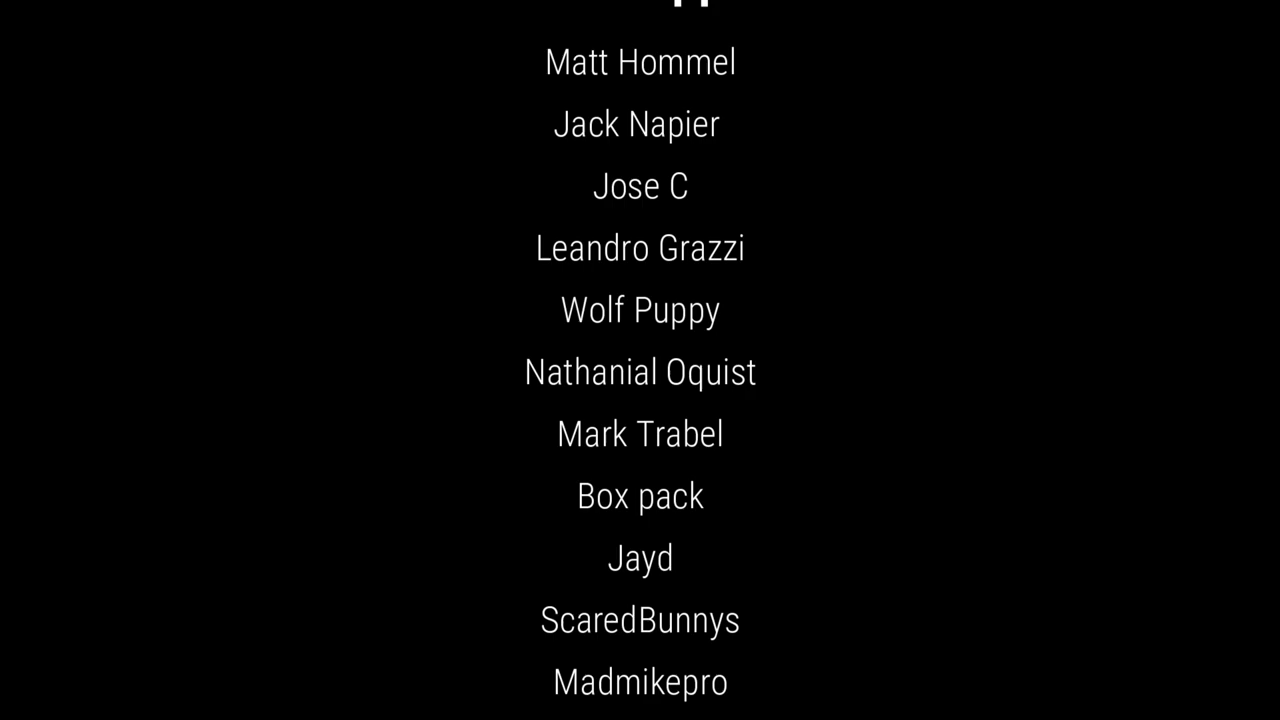 Matt Hommel
Jack Napier
Jose C
Leandro Grazzi
Wolf Puppy
Nathanial Oquist
Mark Trabel
Box pack
Jayd
ScaredBunnys
Madmikepro